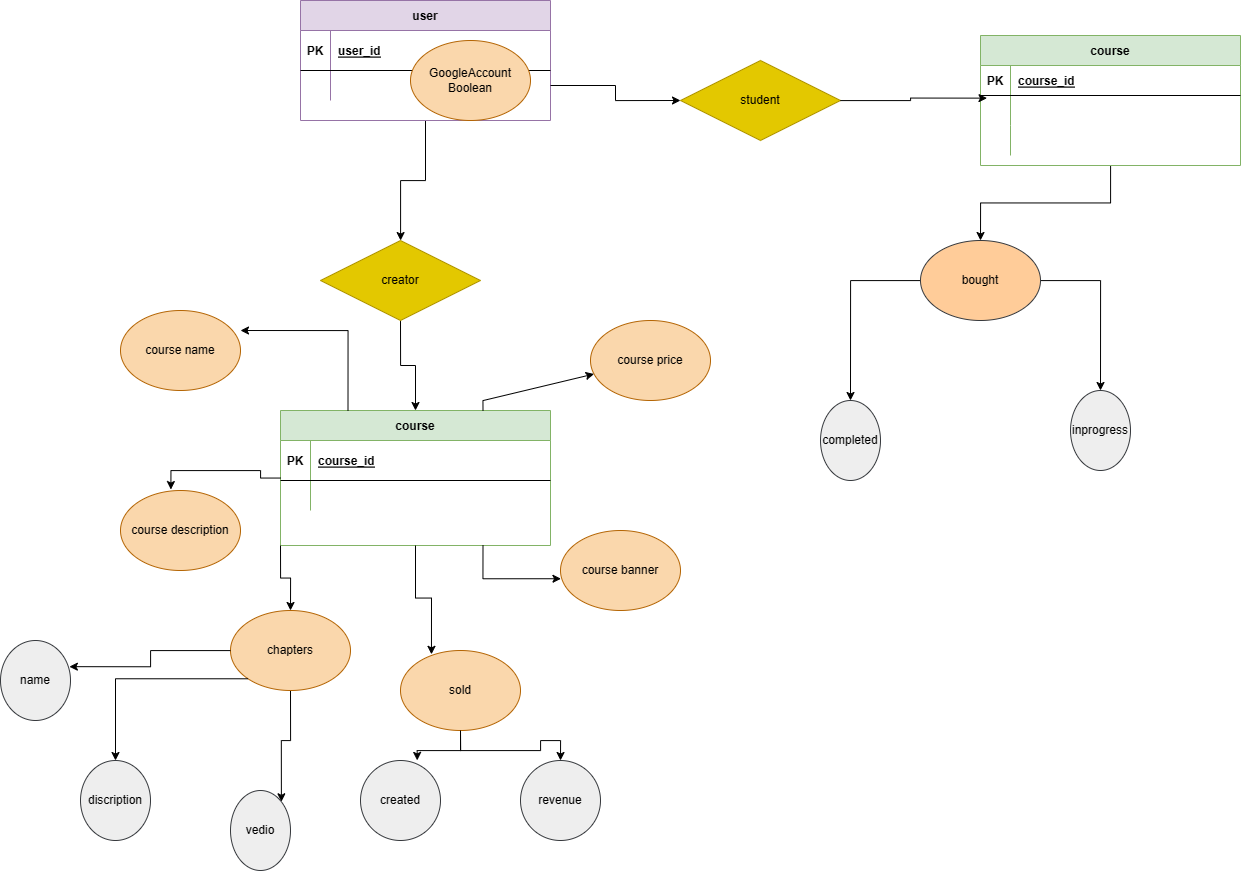 user
PK user_id
GoogleAccount
Boolean
student
course
PK course_id
creator
bought
course name
course price
completed
inprogress
course
PK course_id
course description
course banner
chapters
name
sold
discription
vedio
created
revenue